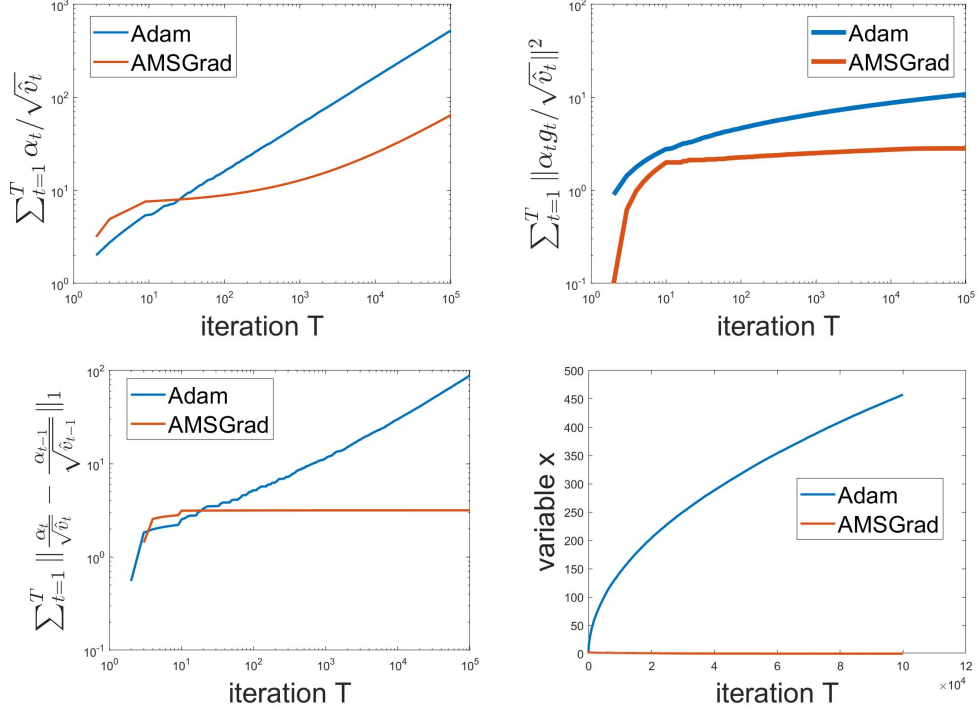 ∑_{t=1}^{T} α_t/√v̂_t
10^3
10^2
10^1
10^0
Adam
AMSGrad
10^0 10^1 10^2 10^3 10^4 10^5
iteration T
∑_{t=1}^{T} ||α_t g_t/√v̂_t||^2
10^2
10^1
10^0
10^-1
Adam
AMSGrad
10^0 10^1 10^2 10^3 10^4 10^5
iteration T
∑_{t=1}^{T} ||α_t/√v̂_t − α_{t−1}/√v̂_{t−1}||_1
10^2
10^1
10^0
10^-1
Adam
AMSGrad
10^0 10^1 10^2 10^3 10^4 10^5
iteration T
variable x
500
450
400
350
300
250
200
150
100
50
0
Adam
AMSGrad
0 2 4 6 8 10 12
×10^4
iteration T